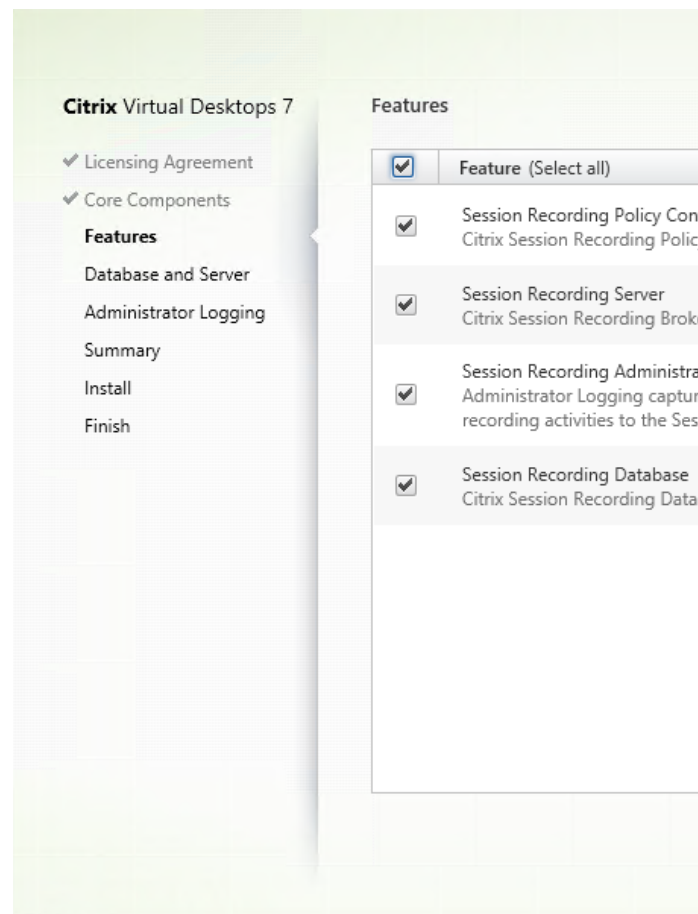 Citrix Virtual Desktops 7
Licensing Agreement
Core Components
Features
Database and Server
Administrator Logging
Summary
Install
Finish
Features
Feature (Select all)
Session Recording Policy Con
Citrix Session Recording Polic
Session Recording Server
Citrix Session Recording Brok
Session Recording Administra
Administrator Logging captur
recording activities to the Ses
Session Recording Database
Citrix Session Recording Data